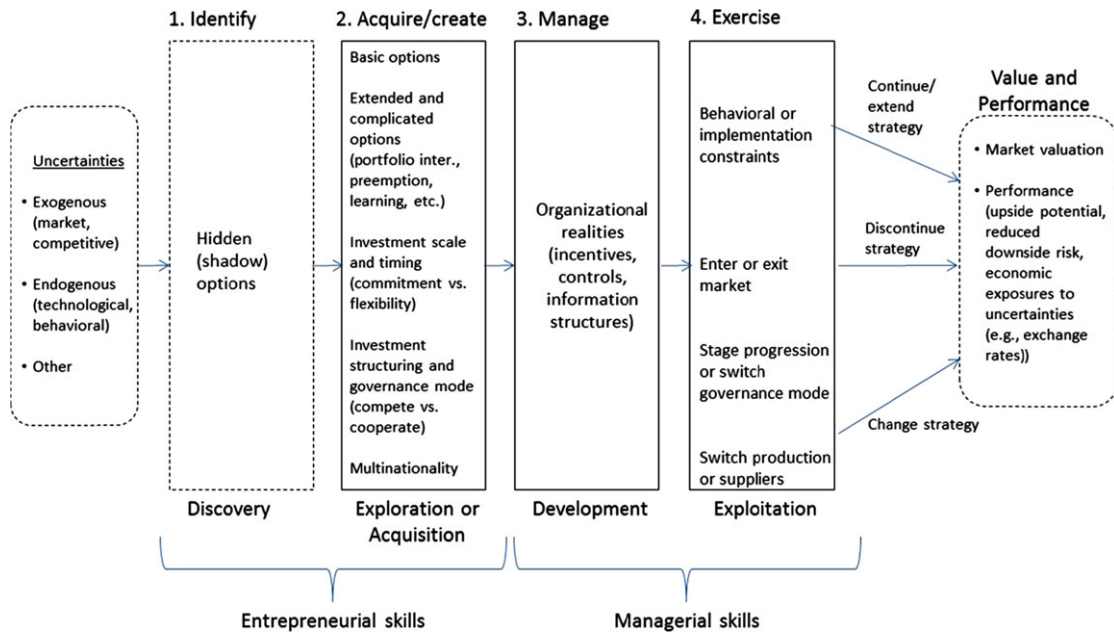 1. Identify
2. Acquire/create
3. Manage
4. Exercise
Uncertainties
• Exogenous
(market,
competitive)
• Endogenous
(technological,
behavioral)
• Other
Hidden
(shadow)
options
Basic options
Extended and
complicated
options
(portfolio inter.,
preemption,
learning, etc.)
Investment scale
and timing
(commitment vs.
flexibility)
Investment
structuring and
governance mode
(compete vs.
cooperate)
Multinationality
Organizational
realities
(incentives,
controls,
information
structures)
Behavioral or
implementation
constraints
Enter or exit
market
Stage progression
or switch
governance mode
Switch production
or suppliers
Continue/
extend
strategy
Discontinue
strategy
Change strategy
Value and
Performance
• Market valuation
• Performance
(upside potential,
reduced
downside risk,
economic
exposures to
uncertainties
(e.g., exchange
rates))
Discovery
Exploration or
Acquisition
Development
Exploitation
Entrepreneurial skills
Managerial skills